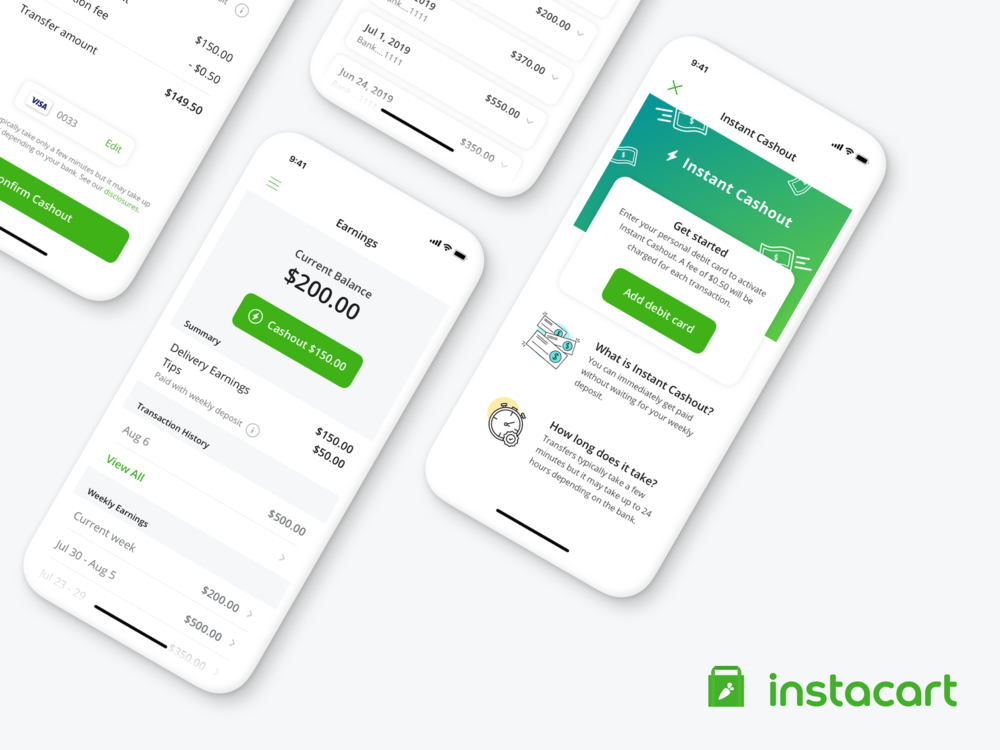 tion fee
Transfer amount
$150.00
- $0.50
$149.50
VISA 0033
Edit
pically take only a few minutes but it may take up
depending on your bank. See our disclosures.
onfirm Cashout
$200.00
Bank....1111
Jul 1, 2019
$370.00
Bank....1111
Jun 24, 2019
$550.00
Bank....1111
$350.00
9:41
Earnings
Current Balance
$200.00
Cashout $150.00
Summary
Delivery Earnings
$150.00
Tips
$50.00
Paid with weekly deposit
Transaction History
Aug 6
$500.00
View All
Weekly Earnings
Current week
$200.00
Jul 30 - Aug 5
$500.00
Jul 23 - 29
$350.00
9:41
Instant Cashout
Instant Cashout
Get started
Enter your personal debit card to activate
Instant Cashout. A fee of $0.50 will be
charged for each transaction.
Add debit card
What is Instant Cashout?
You can immediately get paid
without waiting for your weekly
deposit.
How long does it take?
Transfers typically take a few
minutes but it may take up to 24
hours depending on the bank.
instacart